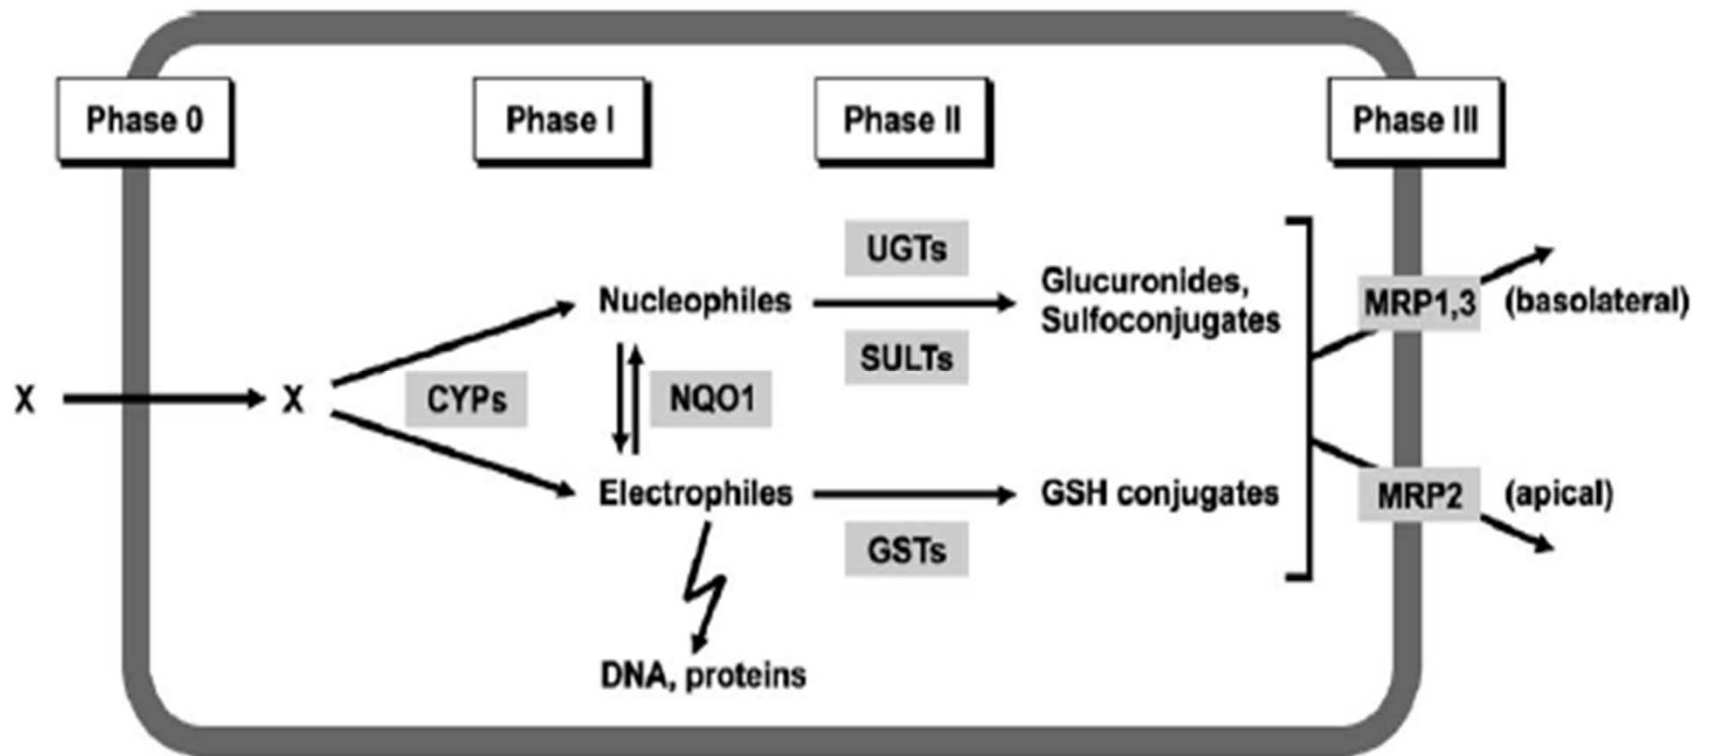 Phase 0
Phase I
Phase II
Phase III
UGTs
Nucleophiles
Glucuronides,
Sulfoconjugates
MRP1,3
(basolateral)
SULTs
X
X
CYPs
NQO1
Electrophiles
GSH conjugates
MRP2
(apical)
GSTs
DNA, proteins